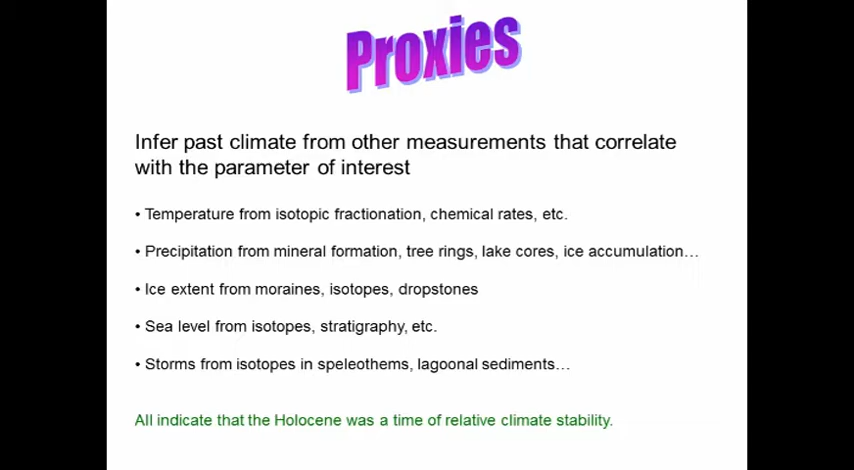 Proxies
Infer past climate from other measurements that correlate
with the parameter of interest
• Temperature from isotopic fractionation, chemical rates, etc.
• Precipitation from mineral formation, tree rings, lake cores, ice accumulation…
• Ice extent from moraines, isotopes, dropstones
• Sea level from isotopes, stratigraphy, etc.
• Storms from isotopes in speleothems, lagoonal sediments…
All indicate that the Holocene was a time of relative climate stability.